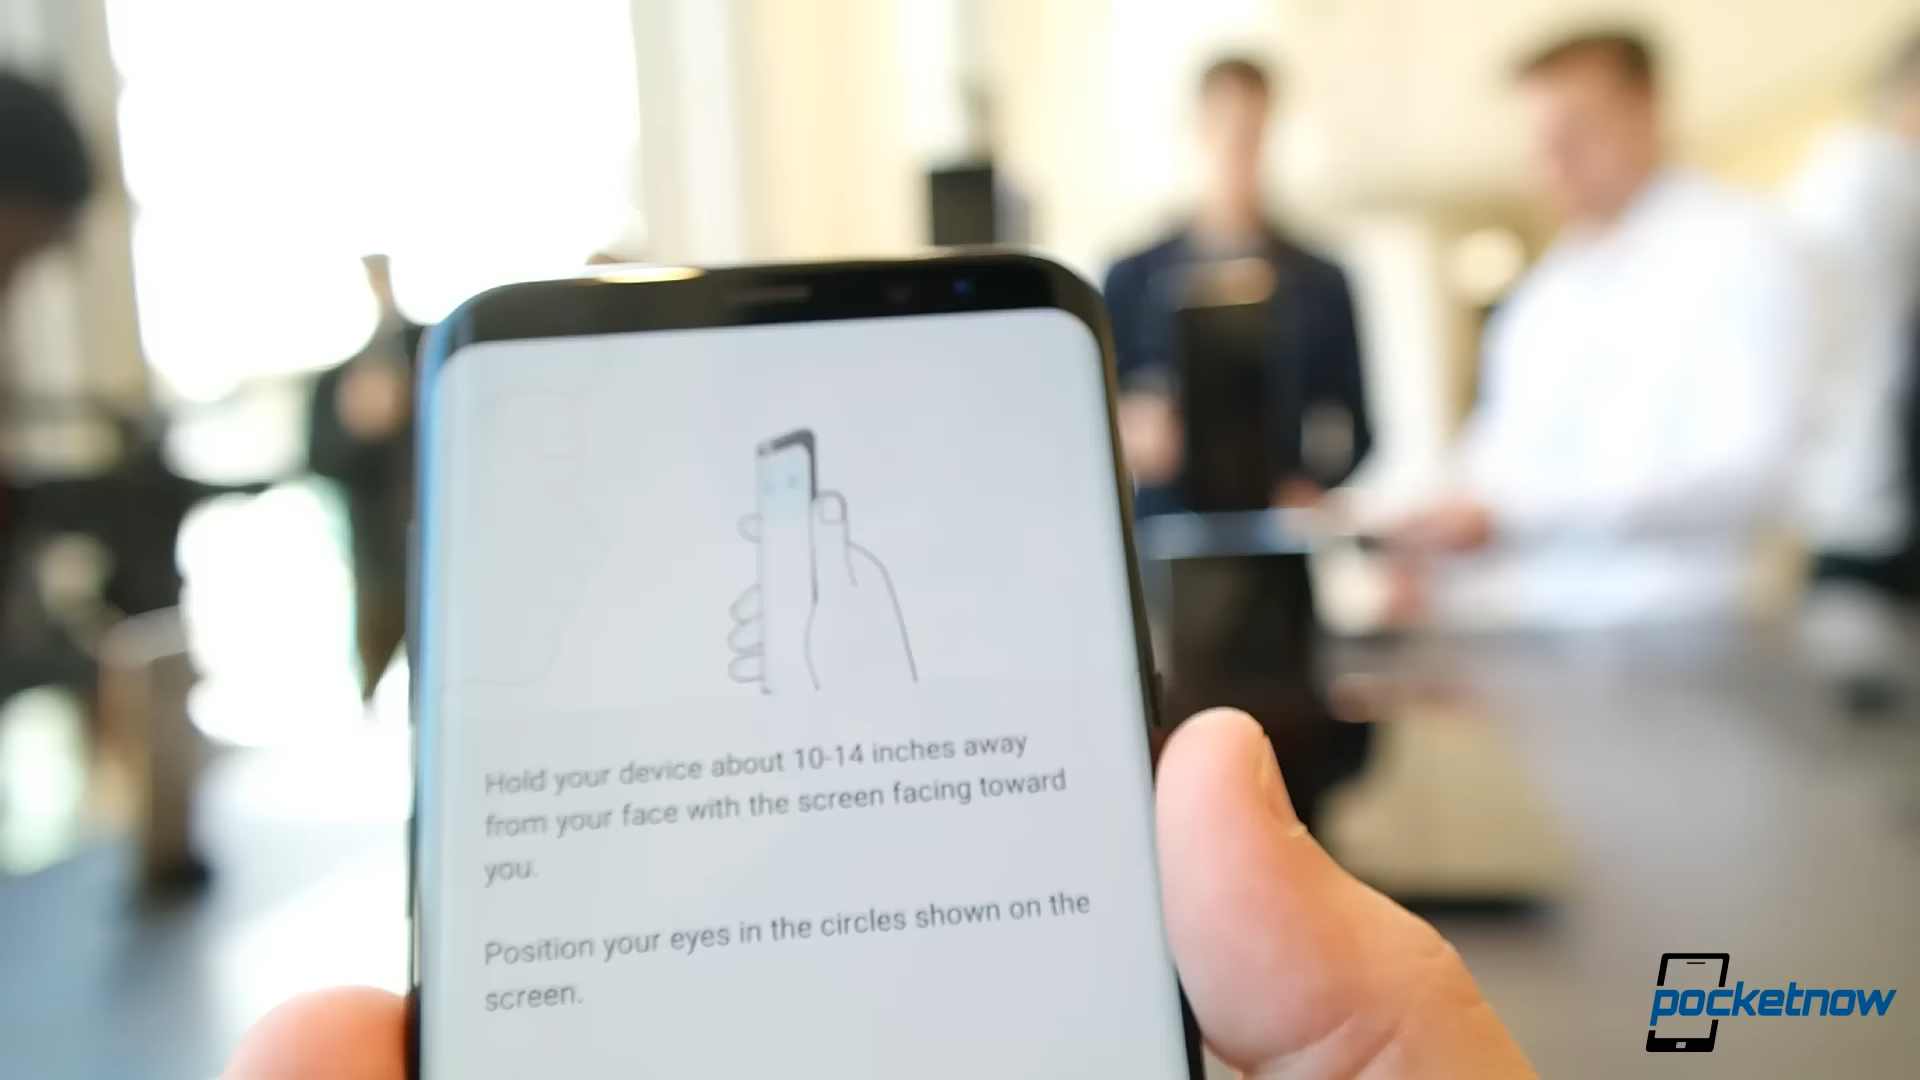 Hold your device about 10-14 inches away
from your face with the screen facing toward
you.
Position your eyes in the circles shown on the
screen.
pocketnow